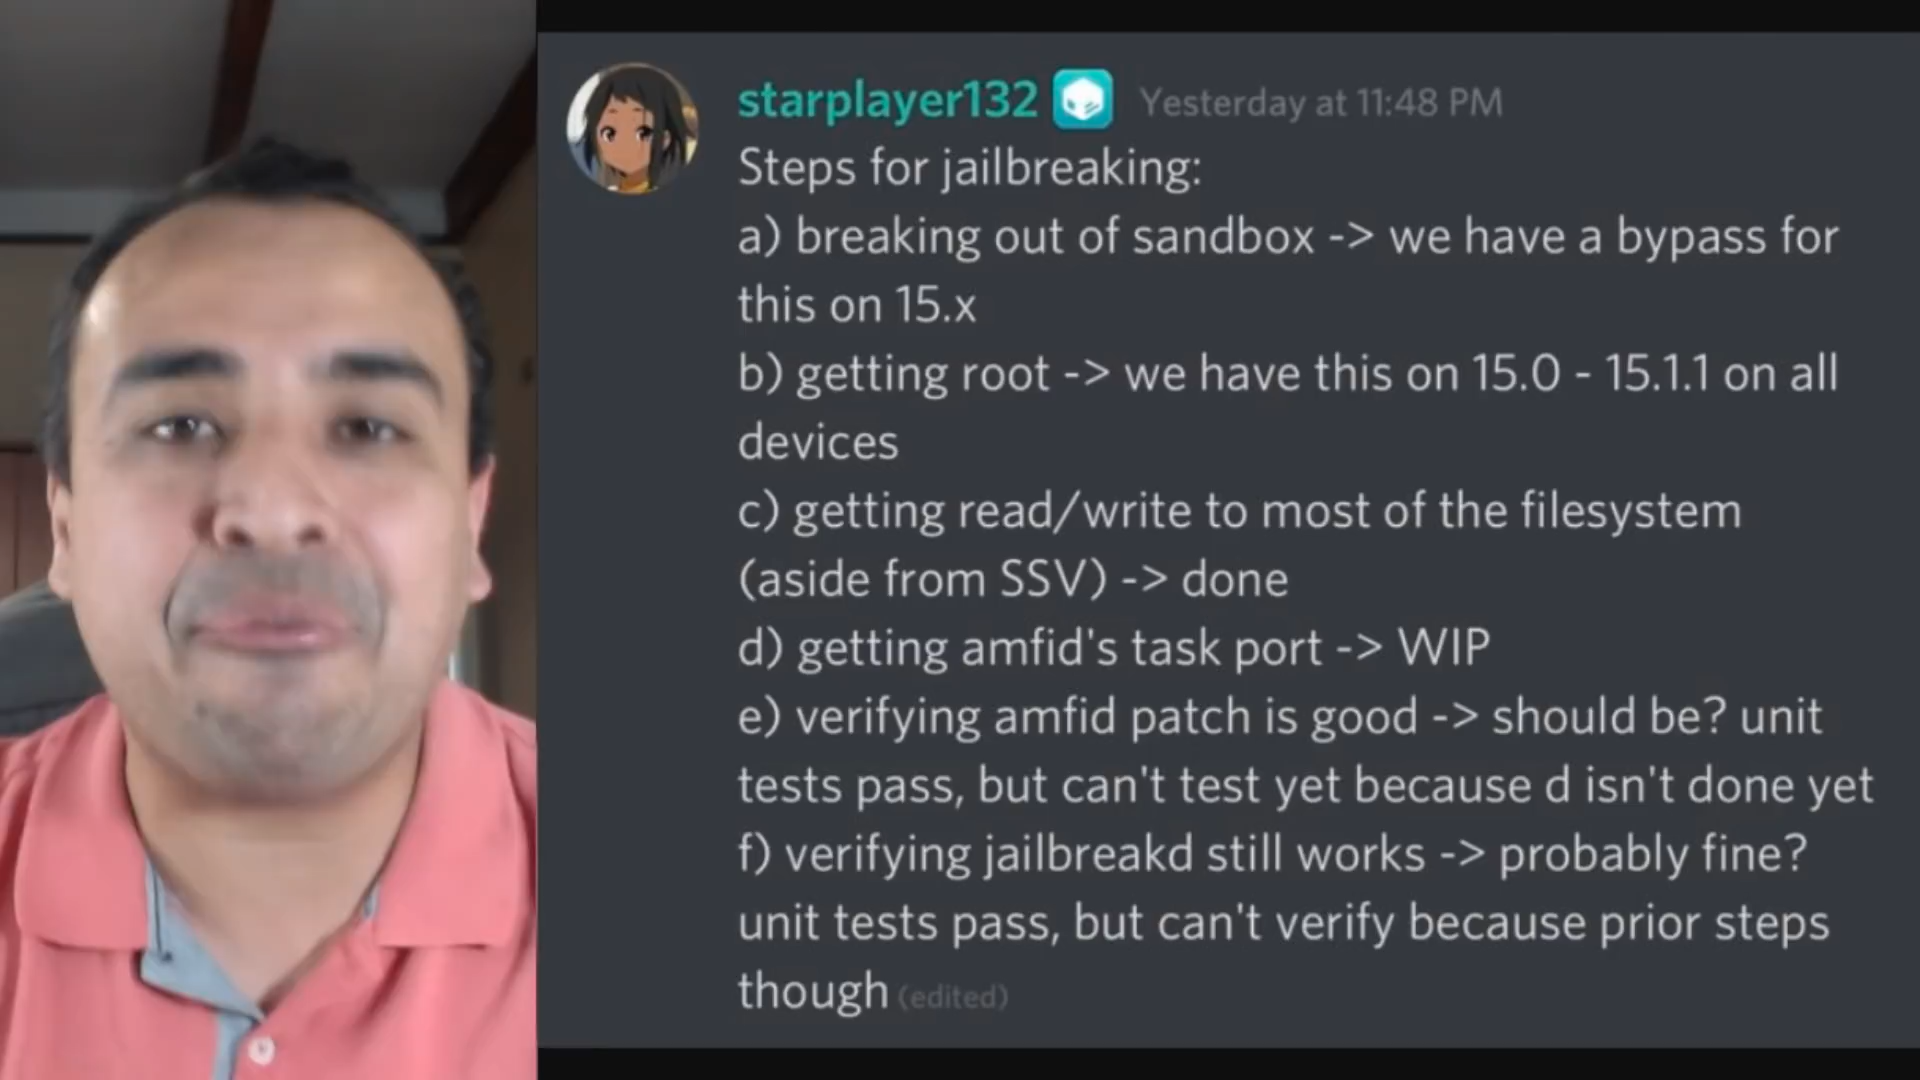 starplayer132 Yesterday at 11:48 PM
Steps for jailbreaking:
a) breaking out of sandbox -> we have a bypass for
this on 15.x
b) getting root -> we have this on 15.0 - 15.1.1 on all
devices
c) getting read/write to most of the filesystem
(aside from SSV) -> done
d) getting amfid's task port -> WIP
e) verifying amfid patch is good -> should be? unit
tests pass, but can't test yet because d isn't done yet
f) verifying jailbreakd still works -> probably fine?
unit tests pass, but can't verify because prior steps
though (edited)